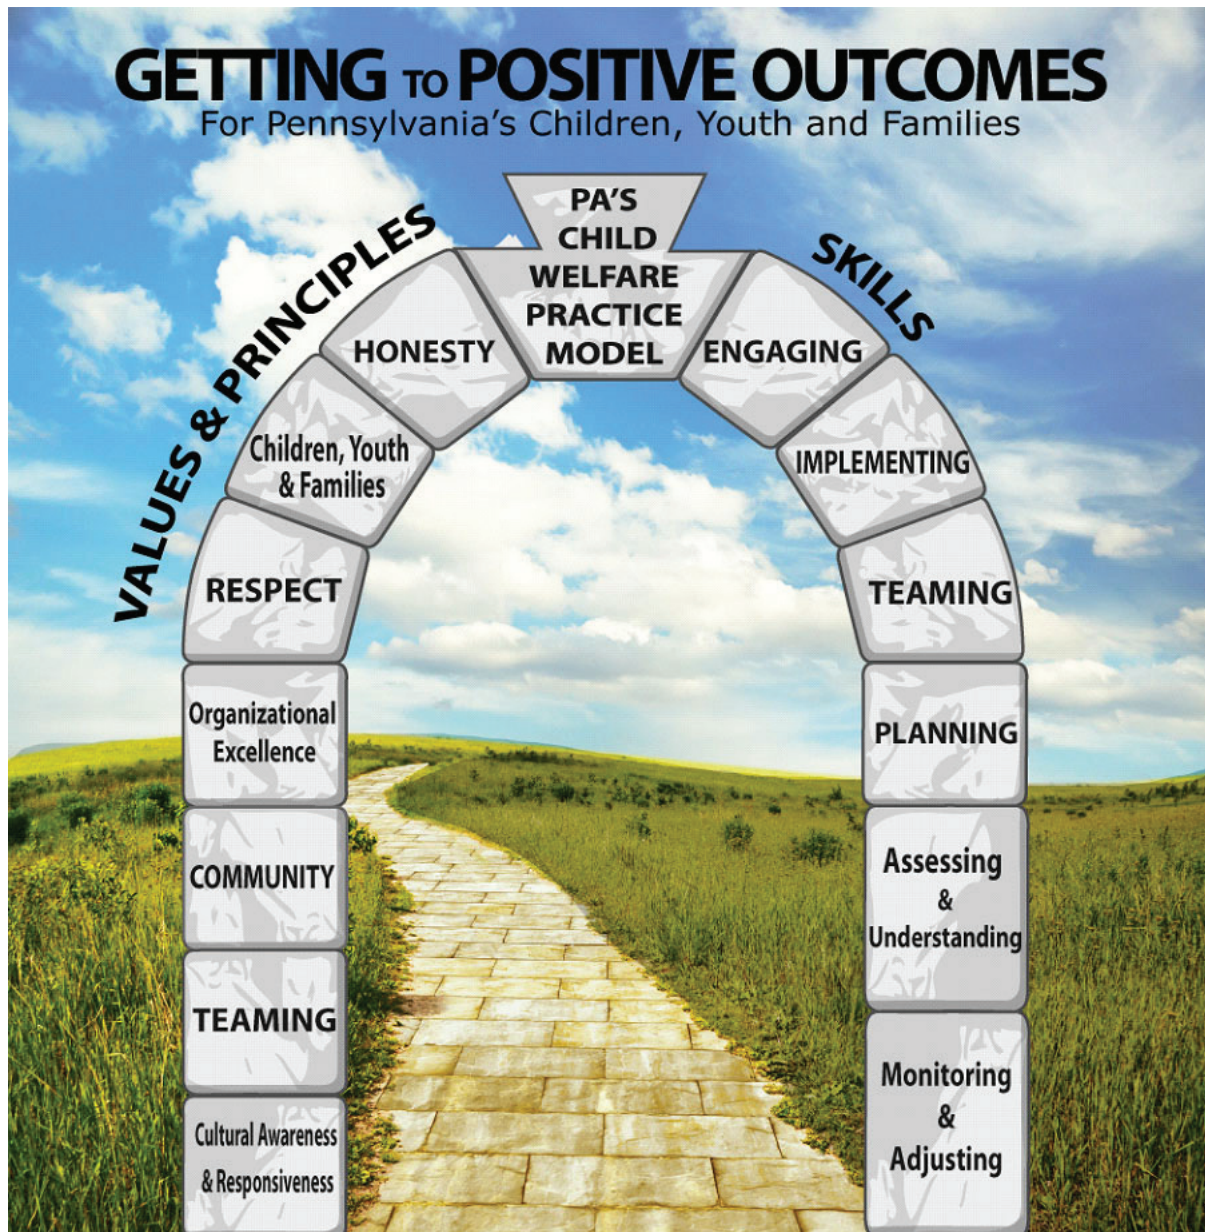 GETTING TO POSITIVE OUTCOMES
For Pennsylvania's Children, Youth and Families
VALUES & PRINCIPLES
SKILLS
PA'S
CHILD
WELFARE
PRACTICE
MODEL
HONESTY
Children, Youth
& Families
RESPECT
Organizational
Excellence
COMMUNITY
TEAMING
Cultural Awareness
& Responsiveness
ENGAGING
IMPLEMENTING
TEAMING
PLANNING
Assessing
&
Understanding
Monitoring
&
Adjusting